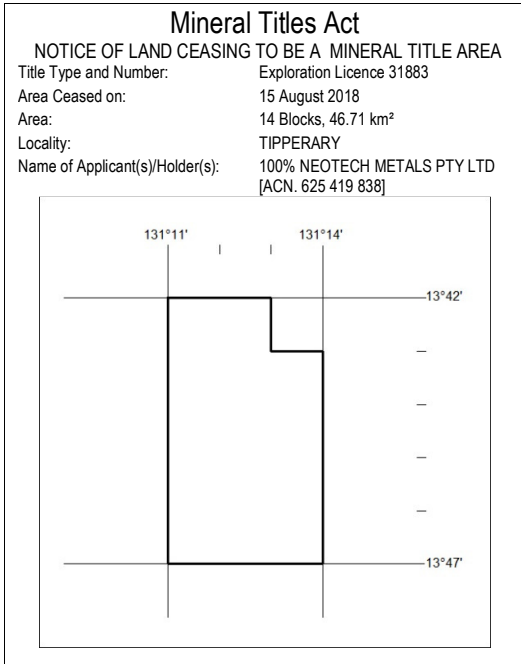 Mineral Titles Act
NOTICE OF LAND CEASING TO BE A MINERAL TITLE AREA
Title Type and Number: Exploration Licence 31883
Area Ceased on: 15 August 2018
Area: 14 Blocks, 46.71 km²
Locality: TIPPERARY
Name of Applicant(s)/Holder(s): 100% NEOTECH METALS PTY LTD
[ACN. 625 419 838]
131°11' 131°14'
13°42'
13°47'